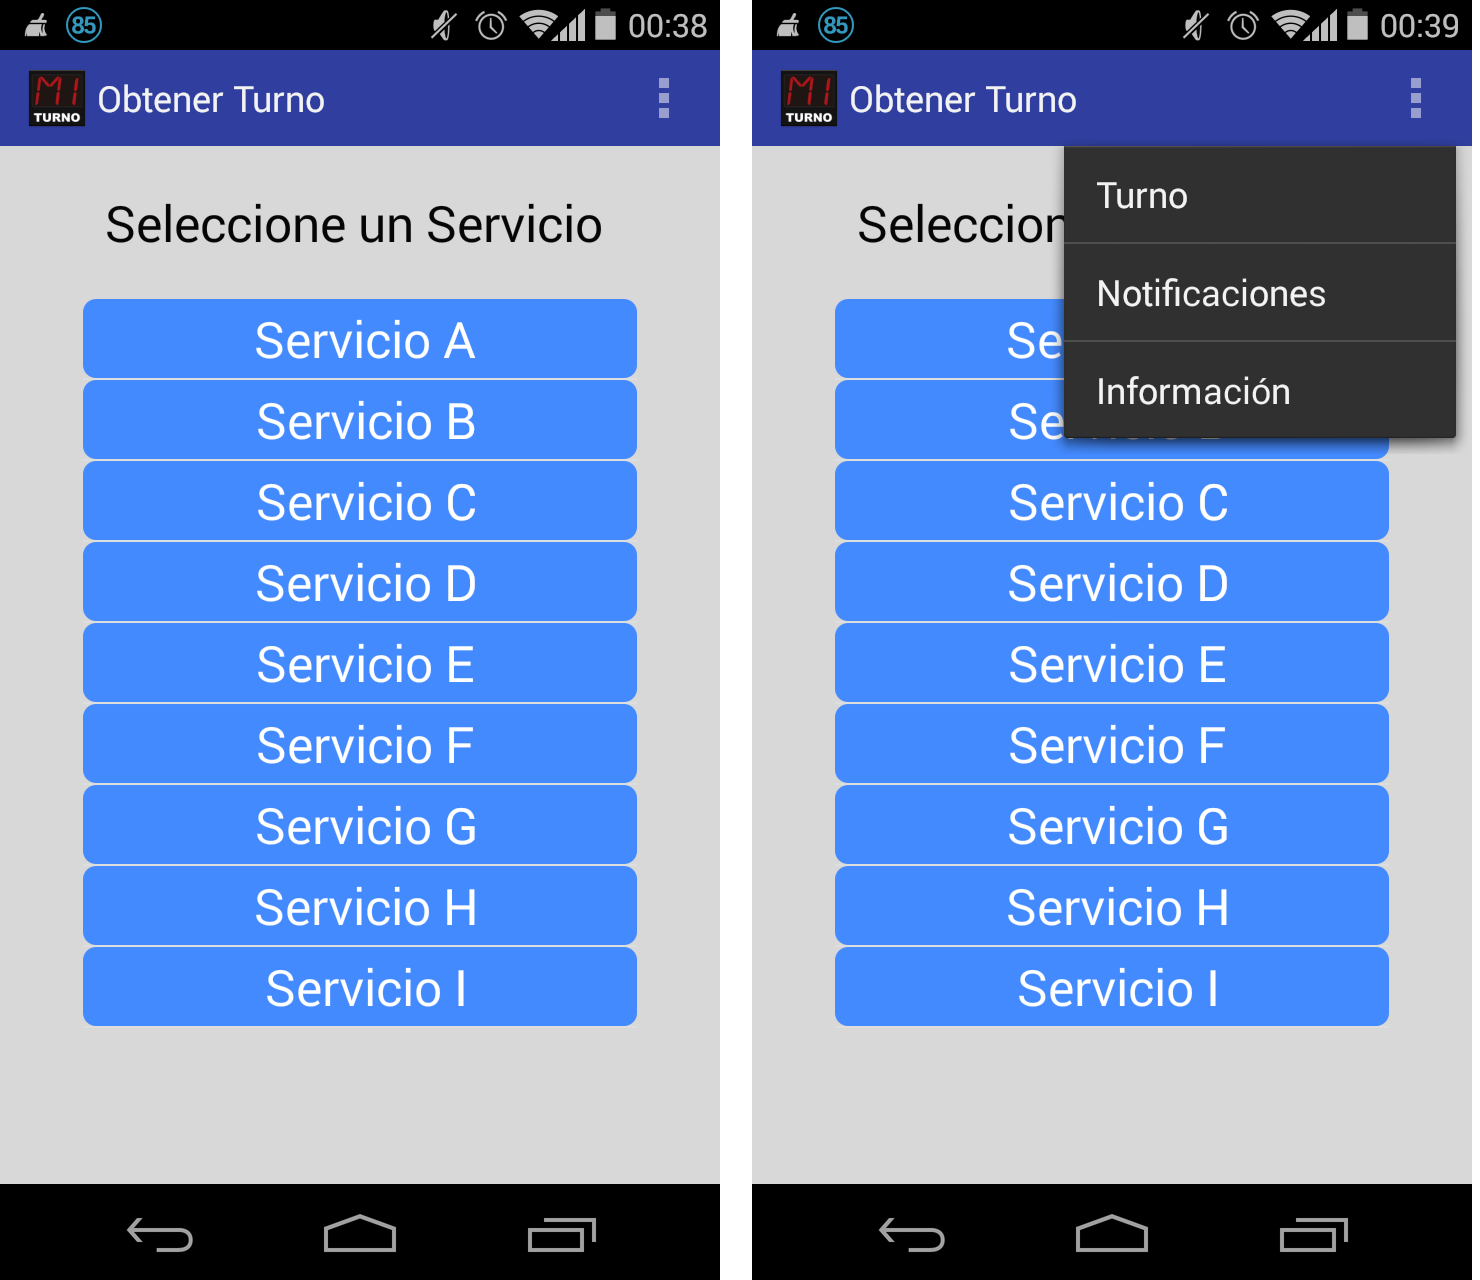 85 00:38
MI
TURNO
Obtener Turno
Seleccione un Servicio
Servicio A
Servicio B
Servicio C
Servicio D
Servicio E
Servicio F
Servicio G
Servicio H
Servicio I
85 00:39
MI
TURNO
Obtener Turno
Turno
Notificaciones
Información
Seleccion
Se
Se
Servicio C
Servicio D
Servicio E
Servicio F
Servicio G
Servicio H
Servicio I